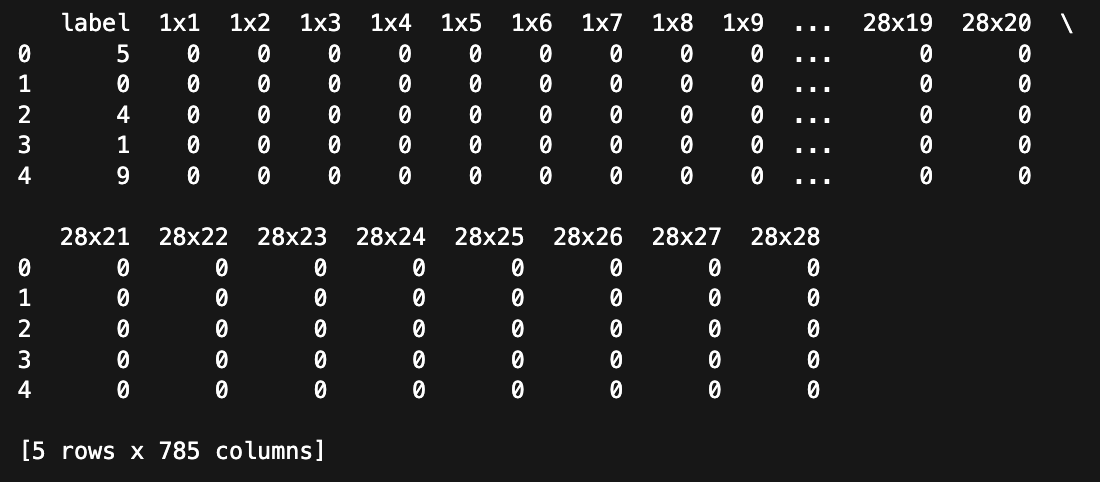 label  1x1  1x2  1x3  1x4  1x5  1x6  1x7  1x8  1x9  ...  28x19  28x20  \
0      5    0    0    0    0    0    0    0    0    0  ...      0      0
1      0    0    0    0    0    0    0    0    0    0  ...      0      0
2      4    0    0    0    0    0    0    0    0    0  ...      0      0
3      1    0    0    0    0    0    0    0    0    0  ...      0      0
4      9    0    0    0    0    0    0    0    0    0  ...      0      0
   28x21  28x22  28x23  28x24  28x25  28x26  28x27  28x28
0      0      0      0      0      0      0      0      0
1      0      0      0      0      0      0      0      0
2      0      0      0      0      0      0      0      0
3      0      0      0      0      0      0      0      0
4      0      0      0      0      0      0      0      0
[5 rows x 785 columns]